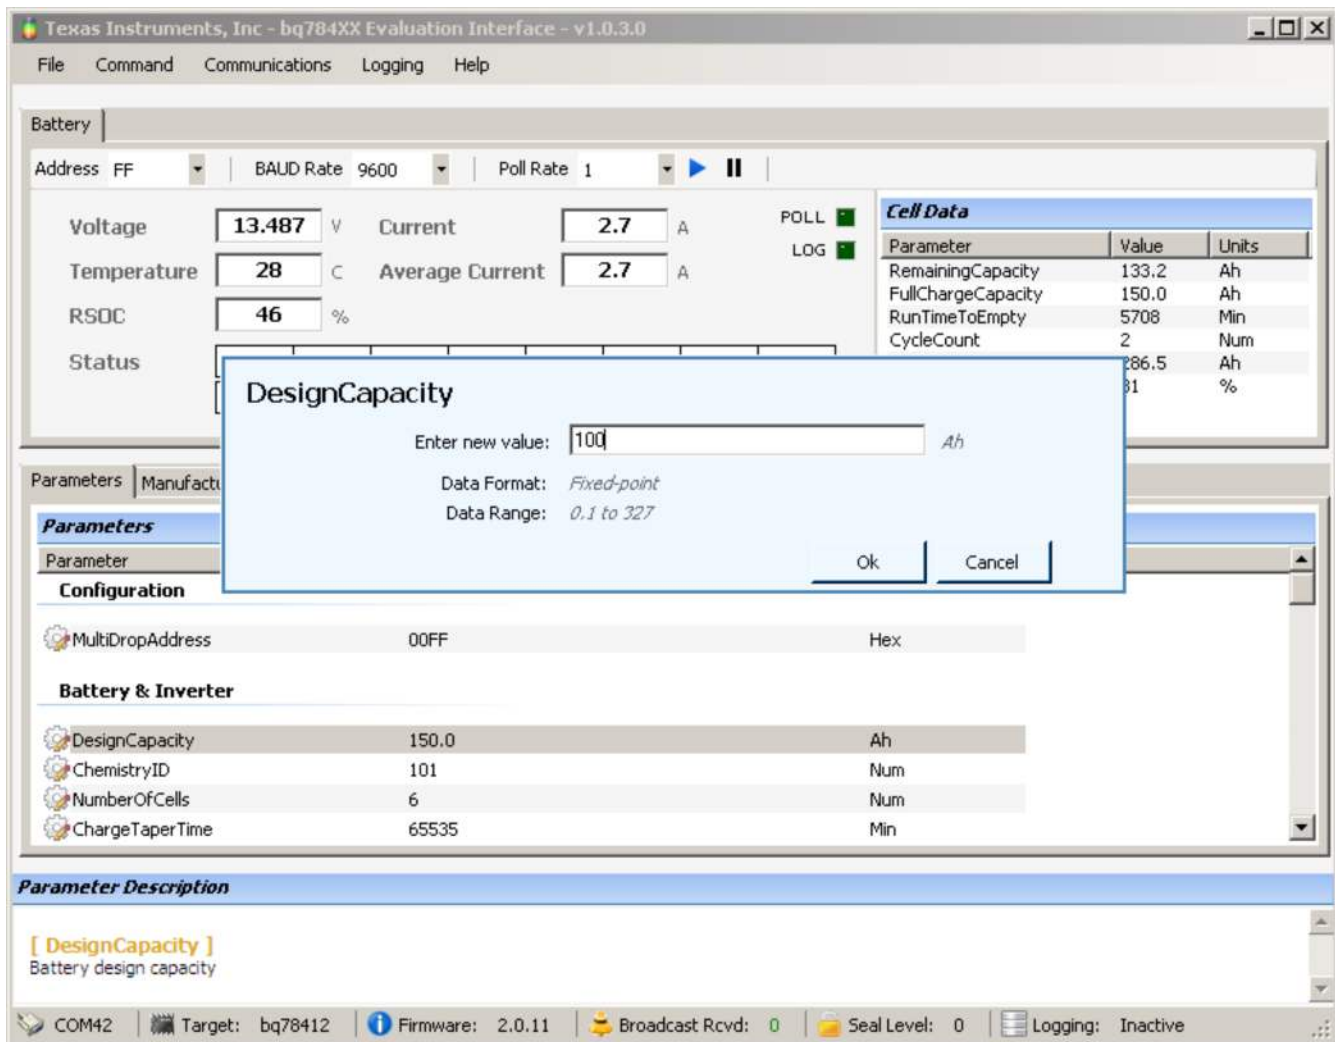 Texas Instruments, Inc - bq784XX Evaluation Interface - v1.0.3.0
File Command Communications Logging Help
Battery
Address FF BAUD Rate 9600 Poll Rate 1
Voltage 13.487 V Current 2.7 A POLL
LOG
Temperature 28 C Average Current 2.7 A
RSOC 46 %
Status
Cell Data
Parameter Value Units
RemainingCapacity 133.2 Ah
FullChargeCapacity 150.0 Ah
RunTimeToEmpty 5708 Min
CycleCount 2 Num
286.5 Ah
%
DesignCapacity
Enter new value: 100 Ah
Data Format: Fixed-point
Data Range: 0.1 to 327
Ok Cancel
Parameters Manufactu
Parameters
Parameter
Configuration
MultiDropAddress 00FF Hex
Battery & Inverter
DesignCapacity 150.0 Ah
ChemistryID 101 Num
NumberOfCells 6 Num
ChargeTaperTime 65535 Min
Parameter Description
[ DesignCapacity ]
Battery design capacity
COM42 Target: bq78412 Firmware: 2.0.11 Broadcast Rcvd: 0 Seal Level: 0 Logging: Inactive